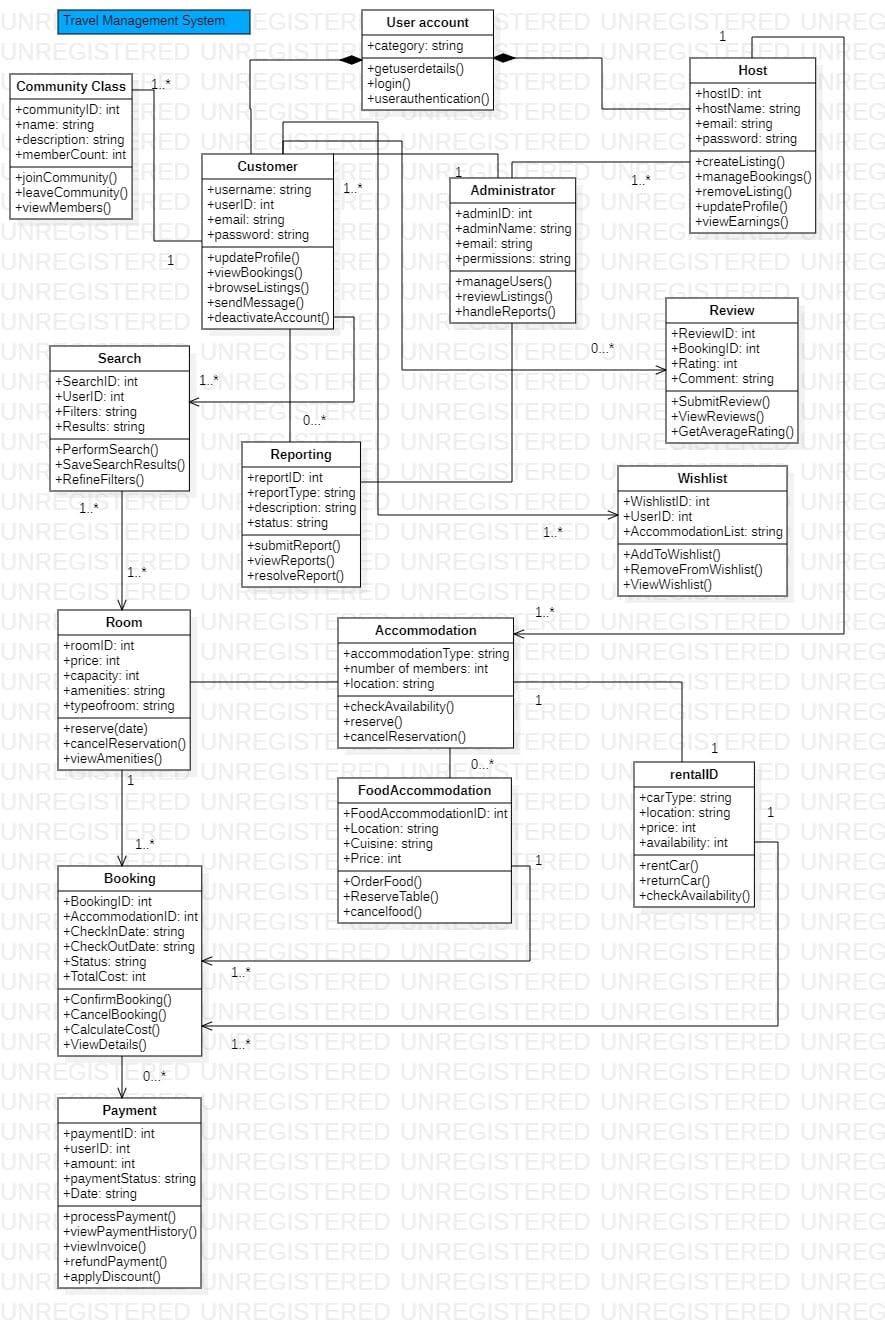 Travel Management System
User account
+category: string
+getuserdetails()
+login()
+userauthentication()
1
Host
+hostID: int
+hostName: string
+email: string
+password: string
+createListing()
+manageBookings()
+removeListing()
+updateProfile()
+viewEarnings()
Community Class
+communityID: int
+name: string
+description: string
+memberCount: int
+joinCommunity()
+leaveCommunity()
+viewMembers()
1..*
1
Customer
+username: string
+userID: int
+email: string
+password: string
+updateProfile()
+viewBookings()
+browseListings()
+sendMessage()
+deactivateAccount()
1..*
1
1..*
Administrator
+adminID: int
+adminName: string
+email: string
+permissions: string
+manageUsers()
+reviewListings()
+handleReports()
Review
+ReviewID: int
+BookingID: int
+Rating: int
+Comment: string
+SubmitReview()
+ViewReviews()
+GetAverageRating()
0...*
Search
+SearchID: int
+UserID: int
+Filters: string
+Results: string
+PerformSearch()
+SaveSearchResults()
+RefineFilters()
1..*
0...*
Reporting
+reportID: int
+reportType: string
+description: string
+status: string
+submitReport()
+viewReports()
+resolveReport()
Wishlist
+WishlistID: int
+UserID: int
+AccommodationList: string
+AddToWishlist()
+RemoveFromWishlist()
+ViewWishlist()
1..*
1..*
1..*
Room
+roomID: int
+price: int
+capacity: int
+amenities: string
+typeofroom: string
+reserve(date)
+cancelReservation()
+viewAmenities()
1..*
Accommodation
+accommodationType: string
+number of members: int
+location: string
+checkAvailability()
+reserve()
+cancelReservation()
1
1
0...*
rentalID
+carType: string
+location: string
+price: int
+availability: int
+rentCar()
+returnCar()
+checkAvailability()
1
FoodAccommodation
+FoodAccommodationID: int
+Location: string
+Cuisine: string
+Price: int
+OrderFood()
+ReserveTable()
+cancelfood()
1
1
1..*
Booking
+BookingID: int
+AccommodationID: int
+CheckInDate: string
+CheckOutDate: string
+Status: string
+TotalCost: int
+ConfirmBooking()
+CancelBooking()
+CalculateCost()
+ViewDetails()
1..*
1..*
0...*
Payment
+paymentID: int
+userID: int
+amount: int
+paymentStatus: string
+Date: string
+processPayment()
+viewPaymentHistory()
+viewInvoice()
+refundPayment()
+applyDiscount()